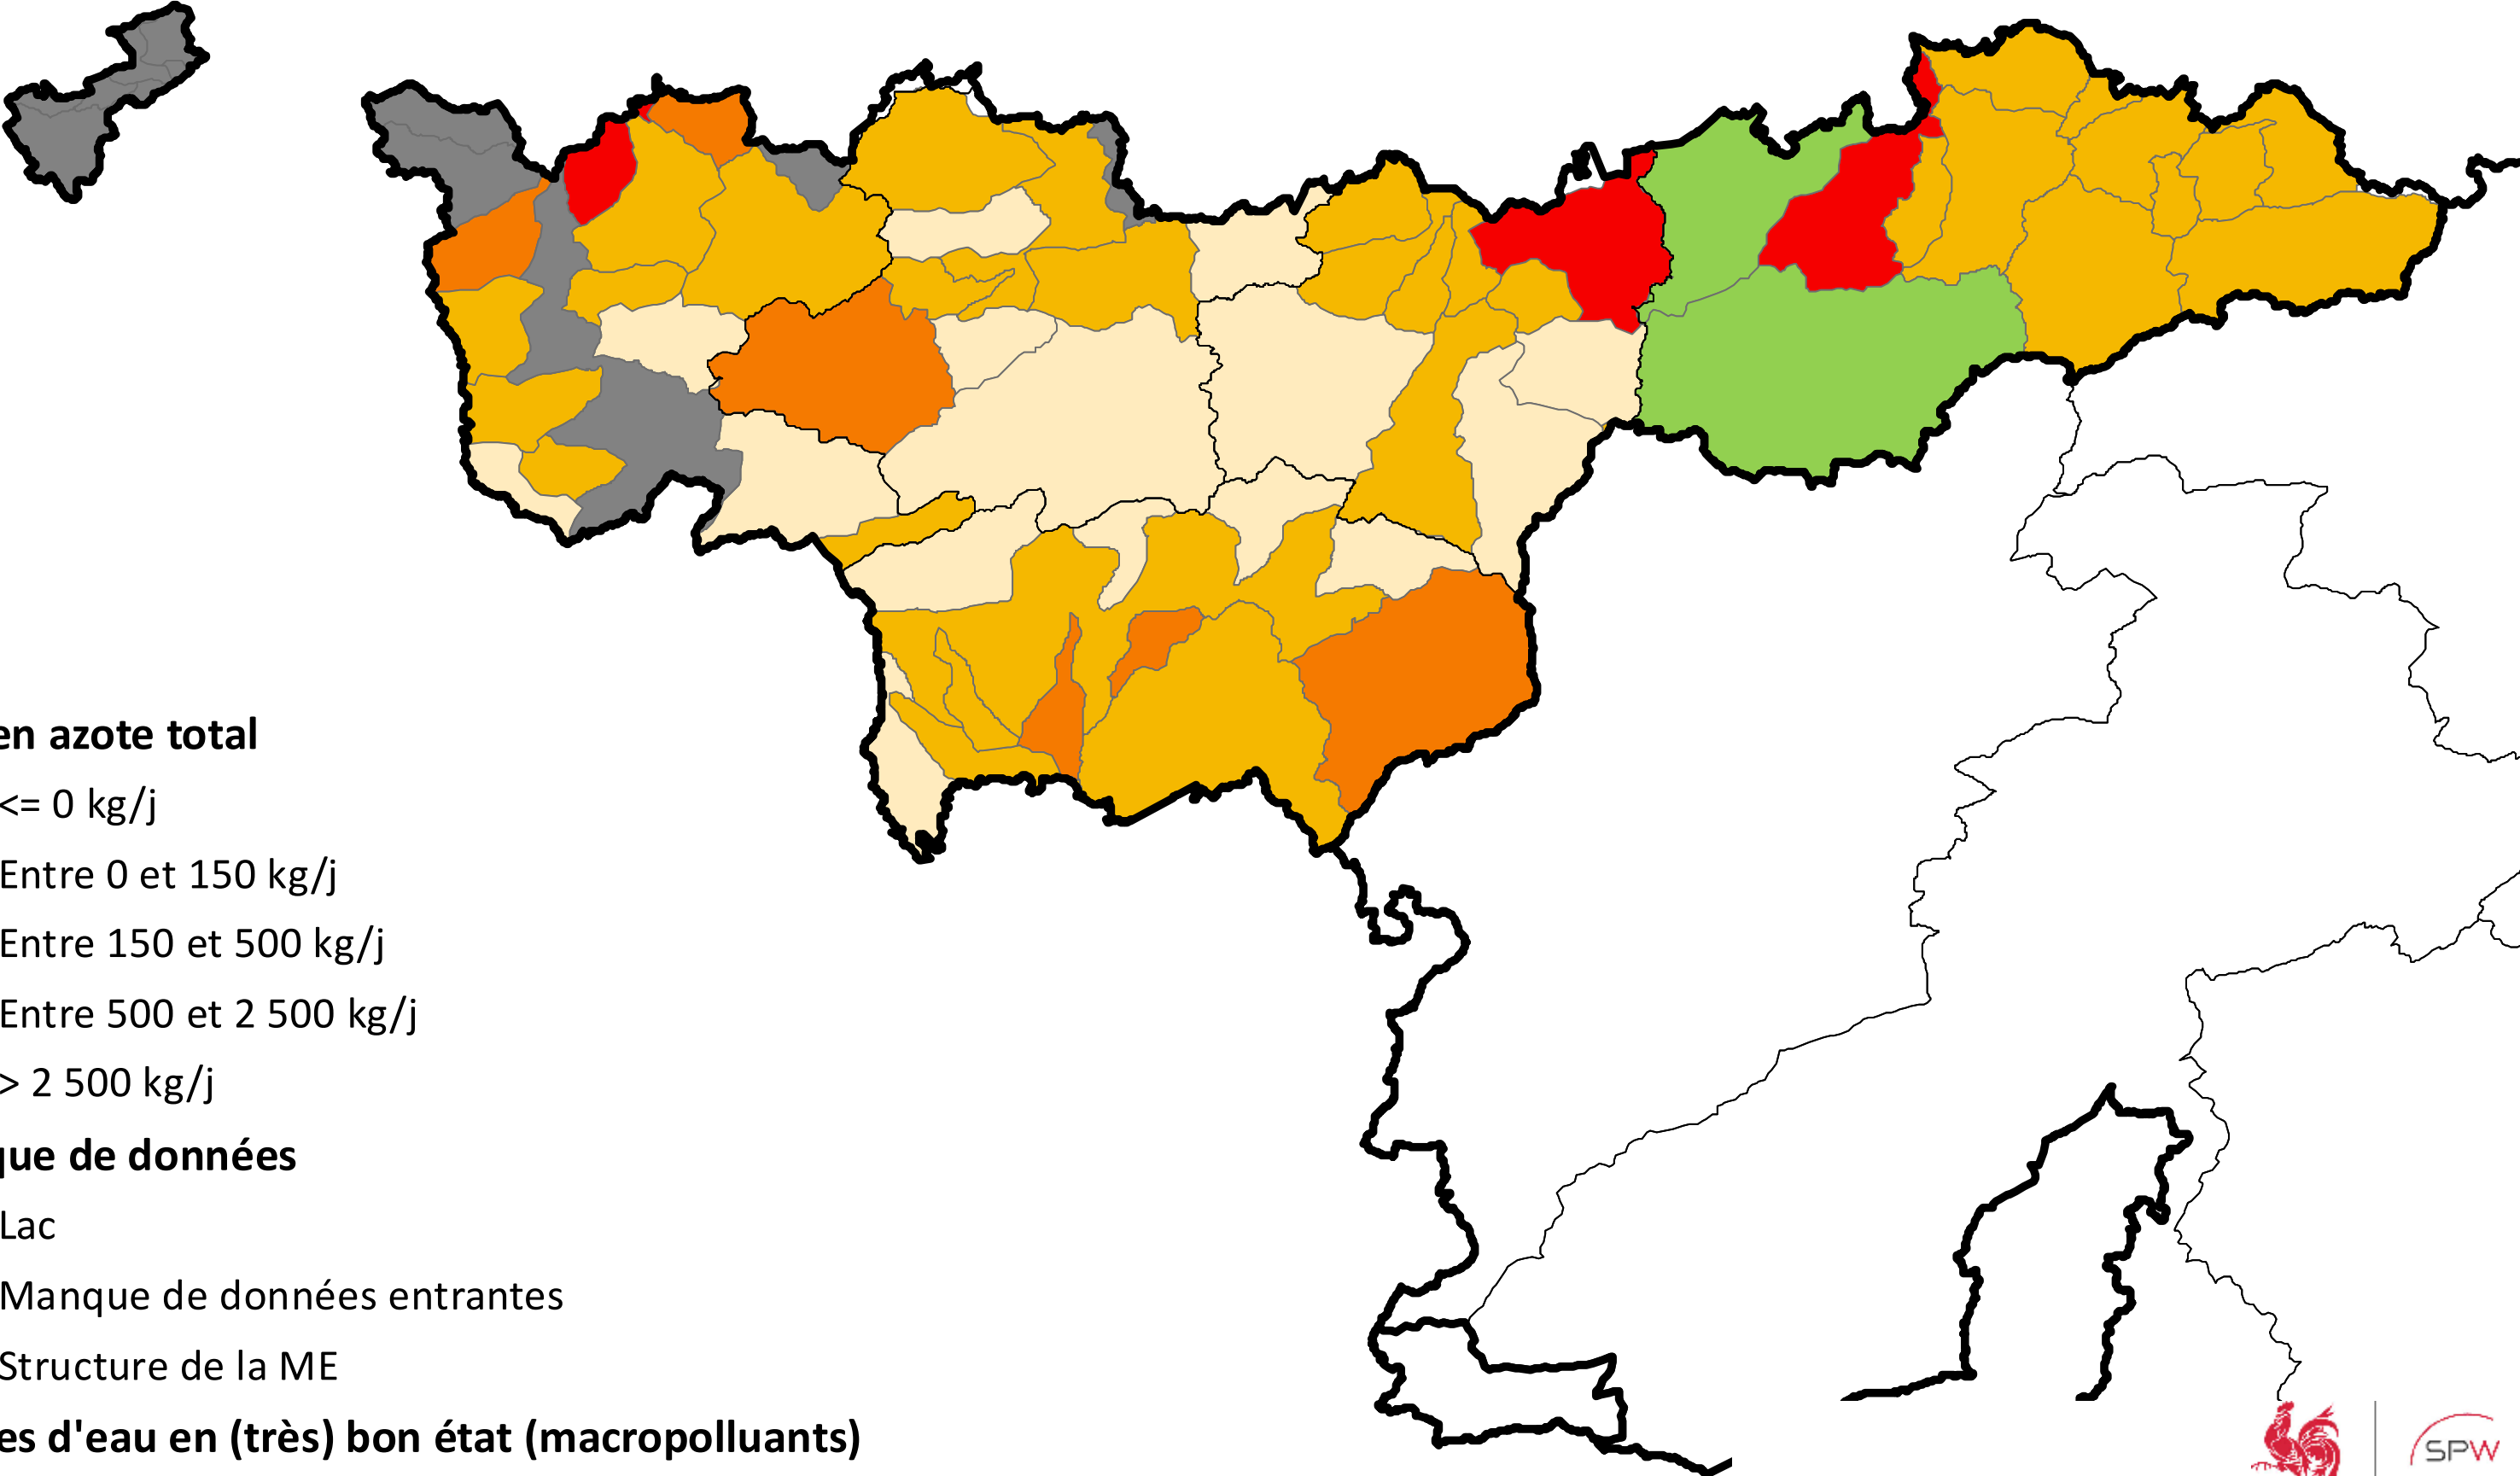 en azote total
<= 0 kg/j
Entre 0 et 150 kg/j
Entre 150 et 500 kg/j
Entre 500 et 2 500 kg/j
> 2 500 kg/j
que de données
Lac
Manque de données entrantes
Structure de la ME
es d'eau en (très) bon état (macropolluants)
SPW